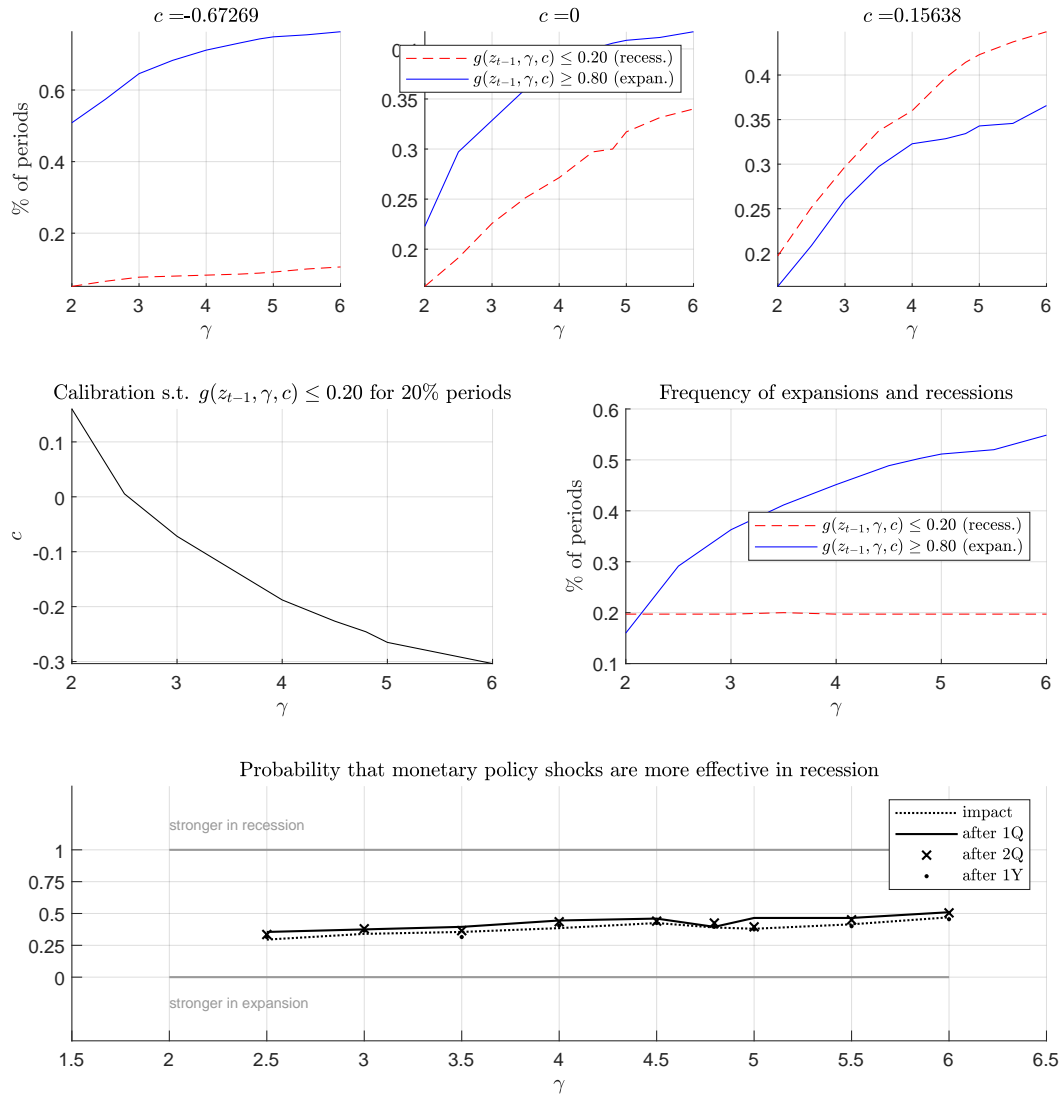 c =-0.67269
c =0
c =0.15638
% of periods
0.6
0.4
0.2
2 3 4 5 6
γ
0.4
0.35
0.3
0.25
0.2
g(z_{t−1}, γ, c) ≤ 0.20 (recess.)
g(z_{t−1}, γ, c) ≥ 0.80 (expan.)
2 3 4 5 6
γ
0.4
0.35
0.3
0.25
0.2
2 3 4 5 6
γ
Calibration s.t. g(z_{t−1}, γ, c) ≤ 0.20 for 20% periods
c
0.1
0
-0.1
-0.2
-0.3
2 3 4 5 6
γ
Frequency of expansions and recessions
% of periods
0.6
0.5
0.4
0.3
0.2
0.1
g(z_{t−1}, γ, c) ≤ 0.20 (recess.)
g(z_{t−1}, γ, c) ≥ 0.80 (expan.)
2 3 4 5 6
γ
Probability that monetary policy shocks are more effective in recession
stronger in recession
impact
after 1Q
after 2Q
after 1Y
1
0.75
0.5
0.25
0
stronger in expansion
1.5 2 2.5 3 3.5 4 4.5 5 5.5 6 6.5
γ